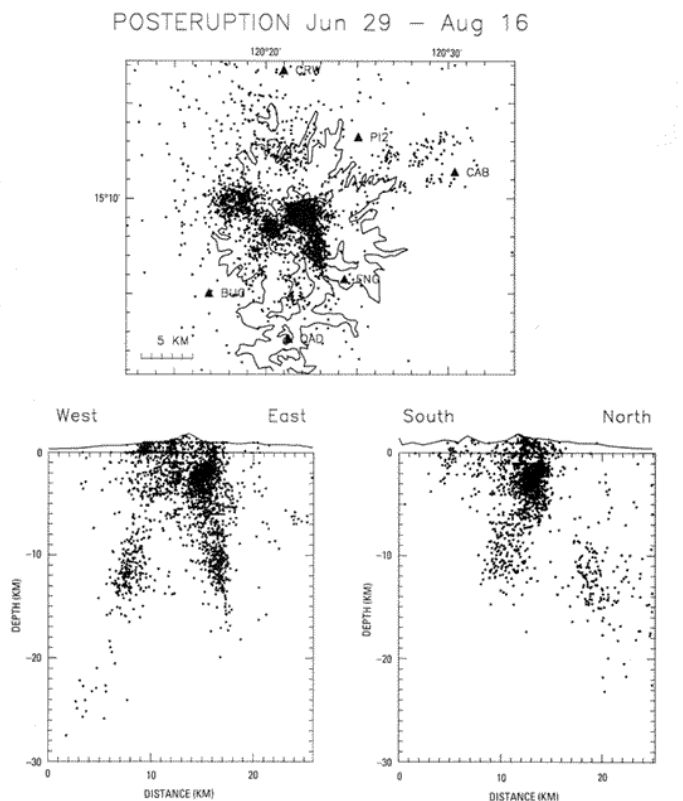 POSTERUPTION Jun 29 – Aug 16
120°20' 120°30'
CRW
PI2
CAB
15°10'
FNG
BUG
5 KM
QAD
West East South North
0 0
−10 −10
−20 −20
−30 −30
DEPTH (KM) DEPTH (KM)
0 10 20 0 10 20
DISTANCE (KM) DISTANCE (KM)